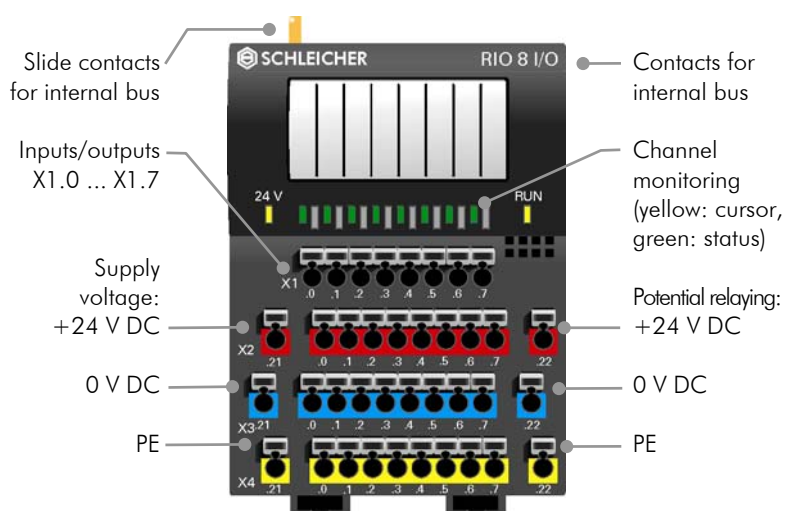 Slide contacts
for internal bus
SCHLEICHER
RIO 8 I/O
Contacts for
internal bus
Inputs/outputs
X1.0 ... X1.7
Channel
monitoring
(yellow: cursor,
green: status)
24 V
RUN
X1
.0 .1 .2 .3 .4 .5 .6 .7
Supply
voltage:
+24 V DC
Potential relaying:
+24 V DC
X2
.21 .0 .1 .2 .3 .4 .5 .6 .7 .22
0 V DC
0 V DC
X3
.21 .0 .1 .2 .3 .4 .5 .6 .7 .22
PE
PE
X4
.21 .0 .1 .2 .3 .4 .5 .6 .7 .22